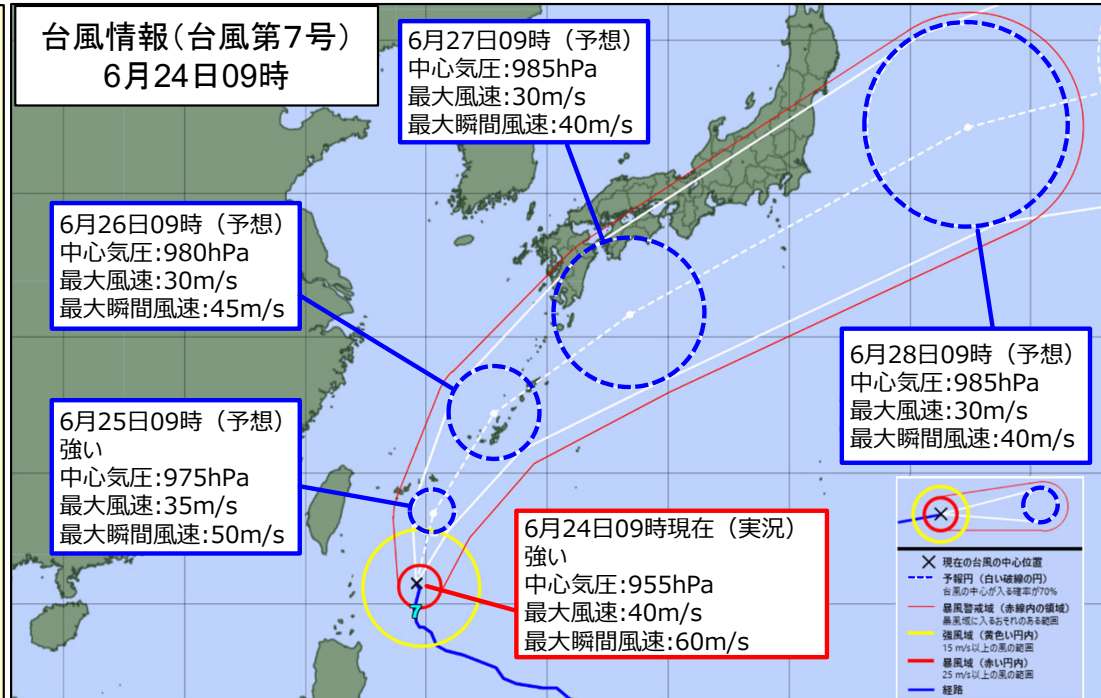 台風情報(台風第7号)
6月24日09時
6月27日09時（予想）
中心気圧:985hPa
最大風速:30m/s
最大瞬間風速:40m/s
6月26日09時（予想）
中心気圧:980hPa
最大風速:30m/s
最大瞬間風速:45m/s
6月28日09時（予想）
中心気圧:985hPa
最大風速:30m/s
最大瞬間風速:40m/s
6月25日09時（予想）
強い
中心気圧:975hPa
最大風速:35m/s
最大瞬間風速:50m/s
6月24日09時現在（実況）
強い
中心気圧:955hPa
最大風速:40m/s
最大瞬間風速:60m/s
7
現在の台風の中心位置
予報円（白い破線の円）
台風の中心が入る確率が70%
暴風警戒域（赤線内の領域）
暴風域に入るおそれのある範囲
強風域（黄色い円内）
15 m/s以上の風の範囲
暴風域（赤い円内）
25 m/s以上の風の範囲
経路